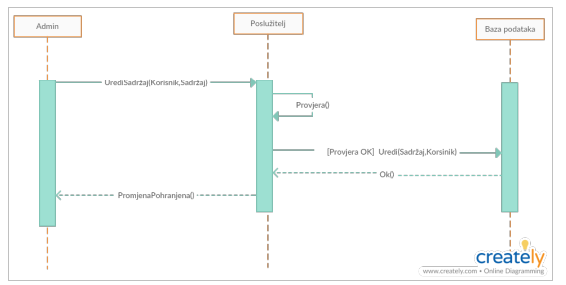 Admin
Poslužitelj
Baza podataka
UrediSadržaj(Korisnik,Sadržaj)
Provjera()
[Provjera OK] Uredi(Sadržaj,Korsinik)
Ok()
PromjenaPohranjena()
creately
www.creately.com • Online Diagramming